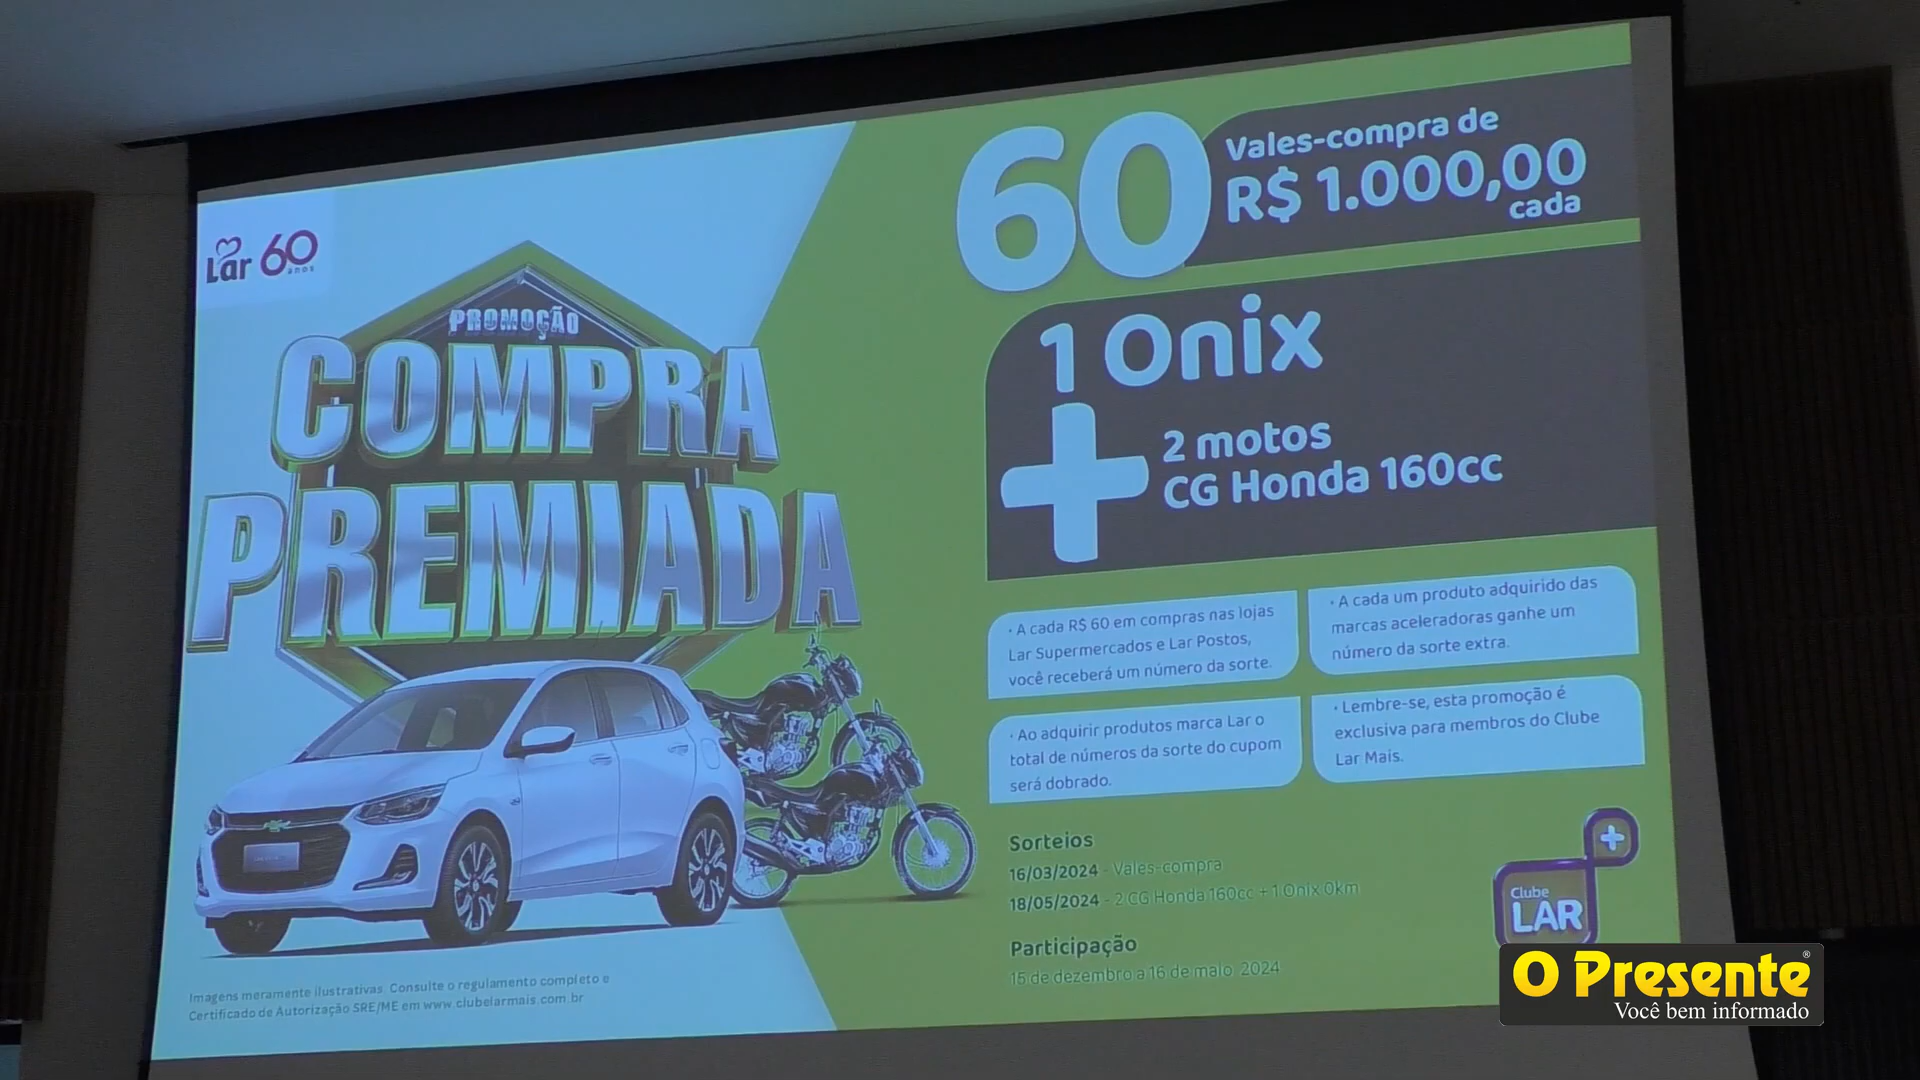 Lar 60
anos
PROMOÇÃO
COMPRA
PREMIADA
Imagens meramente ilustrativas. Consulte o regulamento completo e
Certificado de Autorização SRE/ME em www.clubelarmais.com.br
60
Vales-compra de
R$ 1.000,00
cada
1 Onix
+
2 motos
CG Honda 160cc
• A cada R$ 60 em compras nas lojas
Lar Supermercados e Lar Postos,
você receberá um número da sorte.
• A cada um produto adquirido das
marcas aceleradoras ganhe um
número da sorte extra.
• Ao adquirir produtos marca Lar o
total de números da sorte do cupom
será dobrado.
• Lembre-se, esta promoção é
exclusiva para membros do Clube
Lar Mais.
Sorteios
16/03/2024 - Vales-compra
18/05/2024 - 2 CG Honda 160cc + 1 Onix 0km
Participação
15 de dezembro a 16 de maio 2024
+
Clube
LAR
O Presente®
Você bem informado